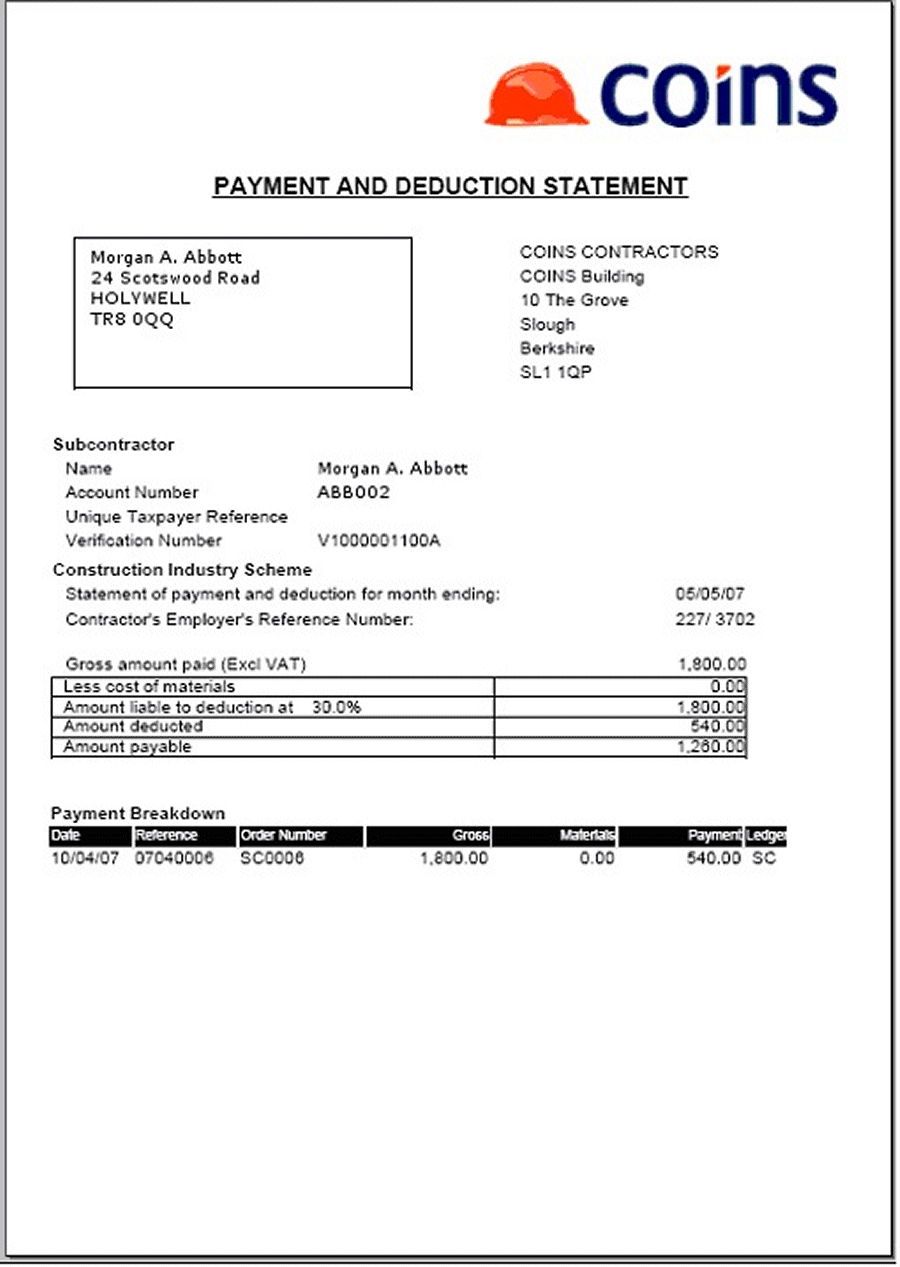 coins
PAYMENT AND DEDUCTION STATEMENT
Morgan A. Abbott
24 Scotswood Road
HOLYWELL
TR8 0QQ
COINS CONTRACTORS
COINS Building
10 The Grove
Slough
Berkshire
SL1 1QP
Subcontractor
Name Morgan A. Abbott
Account Number ABB002
Unique Taxpayer Reference
Verification Number V1000001100A
Construction Industry Scheme
Statement of payment and deduction for month ending: 05/05/07
Contractor's Employer's Reference Number: 227/ 3702
Gross amount paid (Excl VAT) 1,800.00
Less cost of materials 0.00
Amount liable to deduction at 30.0% 1,800.00
Amount deducted 540.00
Amount payable 1,260.00
Payment Breakdown
Date Reference Order Number Gross Materials Payment Ledger
10/04/07 07040006 SC0006 1,800.00 0.00 540.00 SC